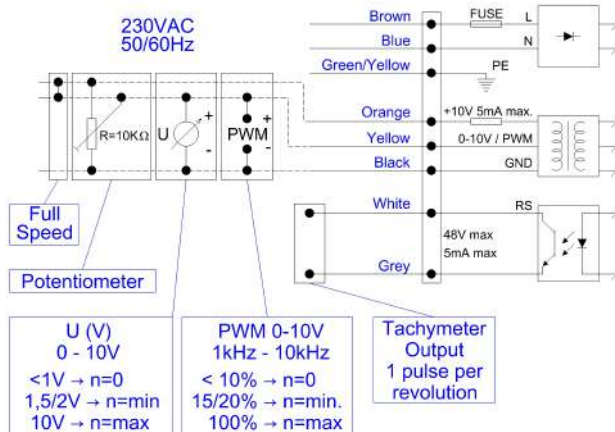 230VAC
50/60Hz
Brown
FUSE
L
Blue
N
Green/Yellow
PE
Orange
+10V 5mA max.
Yellow
0-10V / PWM
Black
GND
R=10KΩ
U
+
-
PWM
+
-
White
RS
48V max
5mA max
Grey
Full
Speed
Potentiometer
U (V)
0 - 10V
<1V → n=0
1,5/2V → n=min
10V → n=max
PWM 0-10V
1kHz - 10kHz
< 10% → n=0
15/20% → n=min.
100% → n=max
Tachymeter
Output
1 pulse per
revolution